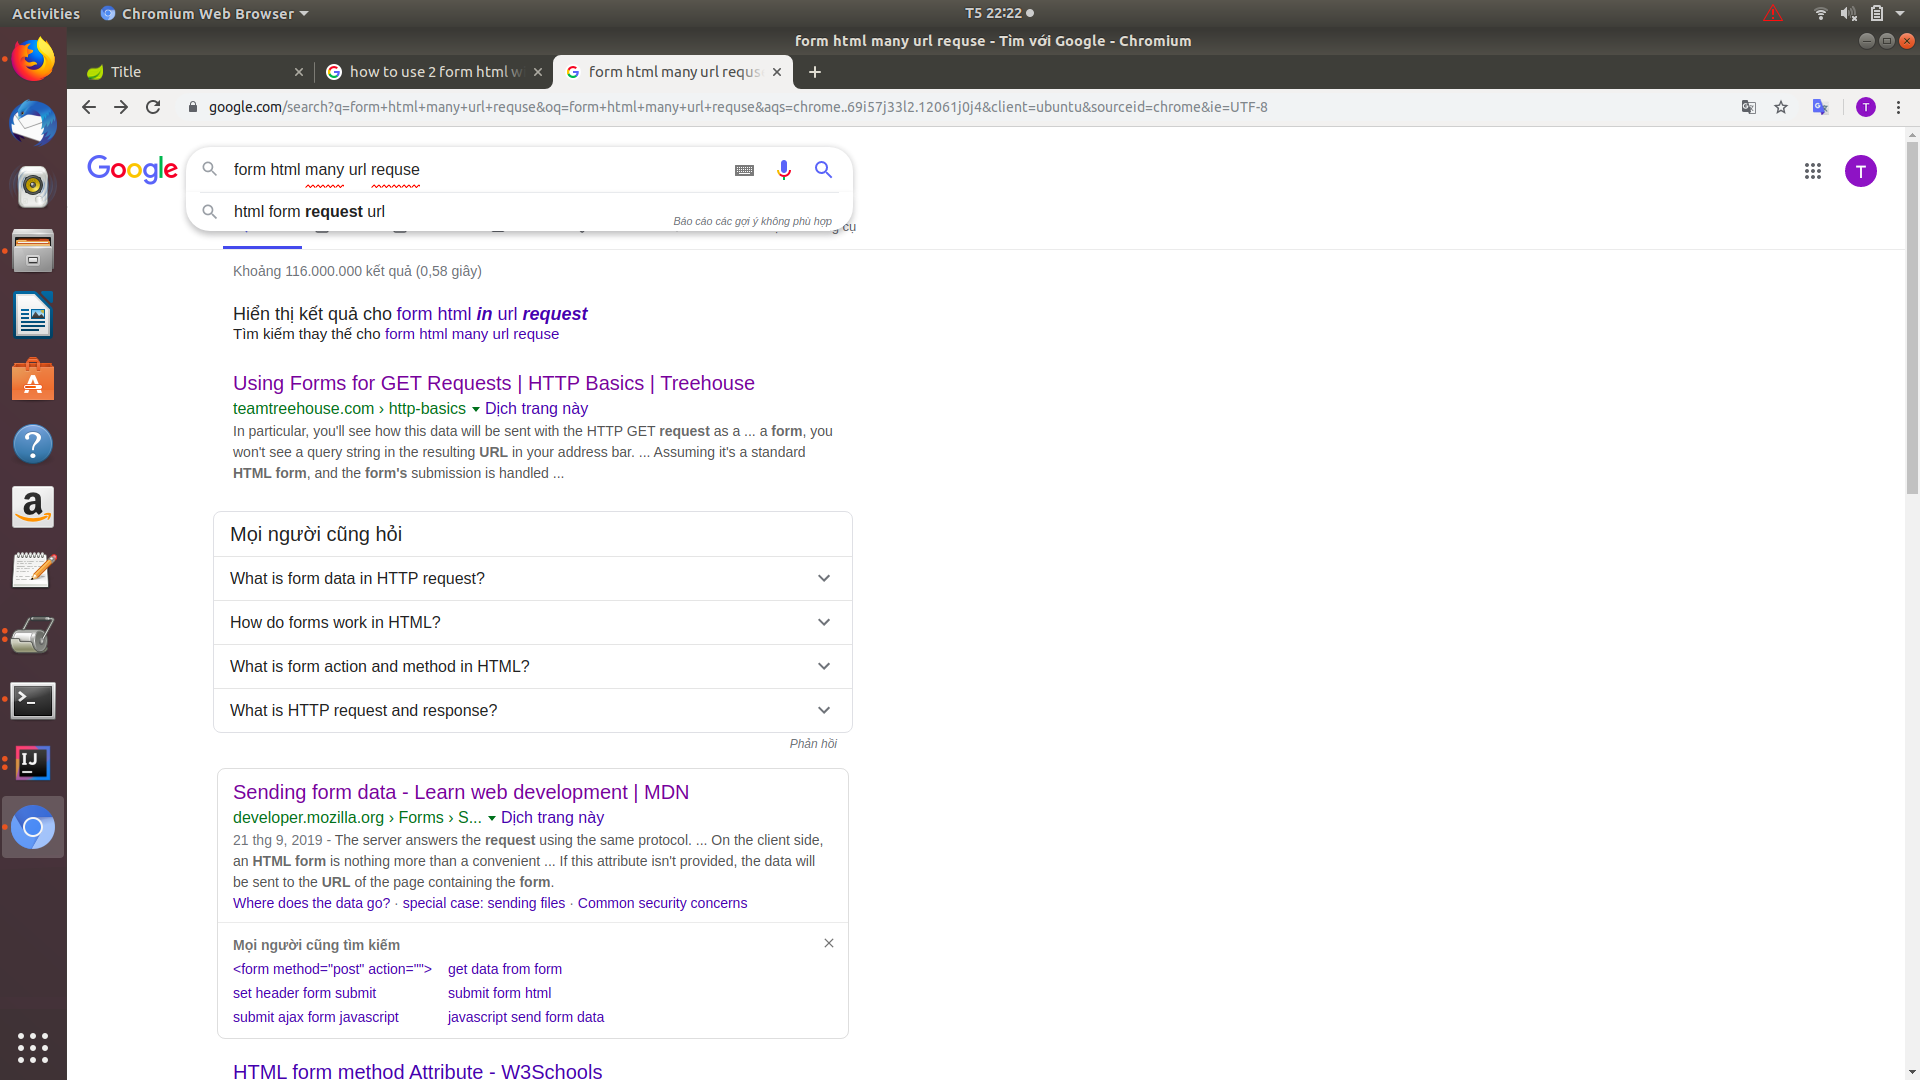 Activities
Chromium Web Browser
T5 22:22
form html many url requse - Tìm với Google - Chromium
Title
how to use 2 form html w
form html many url requs
google.com/search?q=form+html+many+url+requse&oq=form+html+many+url+requse&aqs=chrome..69i57j33l2.12061j0j4&client=ubuntu&sourceid=chrome&ie=UTF-8
T
Google
form html many url requse
T
html form request url
Báo cáo các gợi ý không phù hợp
cụ
Khoảng 116.000.000 kết quả (0,58 giây)
Hiển thị kết quả cho form html in url request
Tìm kiếm thay thế cho form html many url requse
Using Forms for GET Requests | HTTP Basics | Treehouse
teamtreehouse.com › http-basics Dịch trang này
In particular, you'll see how this data will be sent with the HTTP GET request as a ... a form, you
won't see a query string in the resulting URL in your address bar. ... Assuming it's a standard
HTML form, and the form's submission is handled ...
Mọi người cũng hỏi
What is form data in HTTP request?
How do forms work in HTML?
What is form action and method in HTML?
What is HTTP request and response?
Phản hồi
Sending form data - Learn web development | MDN
developer.mozilla.org › Forms › S... Dịch trang này
21 thg 9, 2019 - The server answers the request using the same protocol. ... On the client side,
an HTML form is nothing more than a convenient ... If this attribute isn't provided, the data will
be sent to the URL of the page containing the form.
Where does the data go? · special case: sending files · Common security concerns
Mọi người cũng tìm kiếm
<form method="post" action=""> get data from form
set header form submit submit form html
submit ajax form javascript javascript send form data
HTML form method Attribute - W3Schools